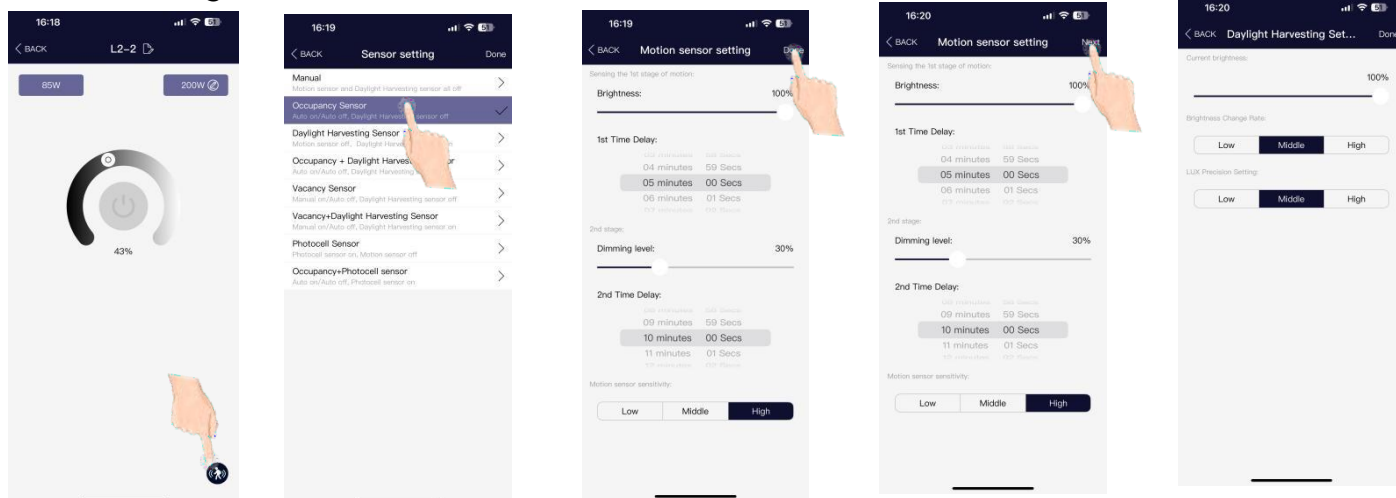 16:18
51
BACK
L2-2
85W
200W
43%
16:19
51
BACK
Sensor setting
Done
Manual
Motion sensor and Daylight Harvesting sensor all off
Occupancy Sensor
Auto on/Auto off, Daylight Harvesting sensor off
Daylight Harvesting Sensor
Motion sensor off, Daylight Harvesting
Occupancy + Daylight
Auto on/Auto off, Daylight Harvesting
Vacancy Sensor
Manual on/Auto off, Daylight Harvesting sensor off
Vacancy+Daylight Harvesting Sensor
Manual on/Auto off, Daylight Harvesting sensor on
Photocell Sensor
Photocell sensor on, Motion sensor off
Occupancy+Photocell sensor
Auto on/Auto off, Photocell sensor on
16:19
51
BACK
Motion sensor setting
Done
Sensing the 1st stage of motion:
Brightness: 100%
1st Time Delay:
04 minutes 59 Secs
05 minutes 00 Secs
06 minutes 01 Secs
2nd stage:
Dimming level: 30%
2nd Time Delay:
09 minutes 59 Secs
10 minutes 00 Secs
11 minutes 01 Secs
Motion sensor sensitivity:
Low Middle High
16:20
51
BACK
Motion sensor setting
Next
Sensing the 1st stage of motion:
Brightness: 100%
1st Time Delay:
04 minutes 59 Secs
05 minutes 00 Secs
06 minutes 01 Secs
2nd stage:
Dimming level: 30%
2nd Time Delay:
09 minutes 59 Secs
10 minutes 00 Secs
11 minutes 01 Secs
Motion sensor sensitivity:
Low Middle High
16:20
51
BACK
Daylight Harvesting Set...
Done
Current brightness:
100%
Brightness Change Rate:
Low Middle High
LUX Precision Setting:
Low Middle High